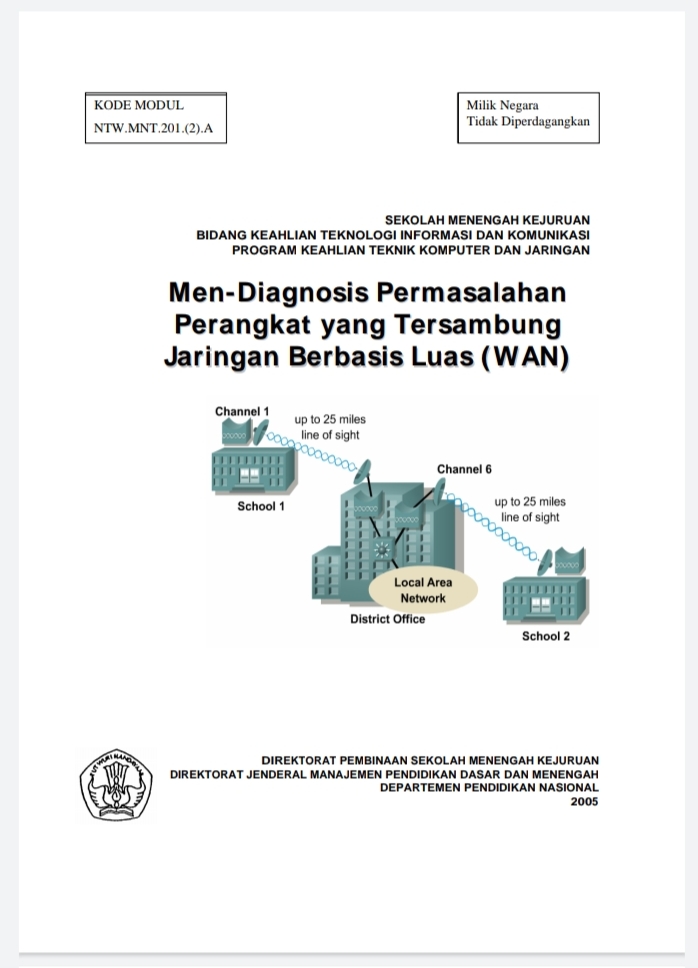 KODE MODUL
NTW.MNT.201.(2).A
Milik Negara
Tidak Diperdagangkan
SEKOLAH MENENGAH KEJURUAN
BIDANG KEAHLIAN TEKNOLOGI INFORMASI DAN KOMUNIKASI
PROGRAM KEAHLIAN TEKNIK KOMPUTER DAN JARINGAN
Men-Diagnosis Permasalahan
Perangkat yang Tersambung
Jaringan Berbasis Luas (WAN)
Channel 1
up to 25 miles
line of sight
School 1
Channel 6
up to 25 miles
line of sight
Local Area
Network
District Office
School 2
TUT WURI HANDAYANI
DIREKTORAT PEMBINAAN SEKOLAH MENENGAH KEJURUAN
DIREKTORAT JENDERAL MANAJEMEN PENDIDIKAN DASAR DAN MENENGAH
DEPARTEMEN PENDIDIKAN NASIONAL
2005